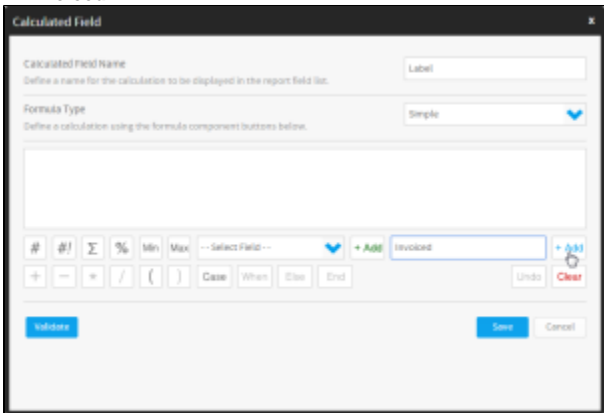 Calculated Field x
Calculated Field Name
Define a name for the calculation to be displayed in the report field list.
Label
Formula Type
Define a calculation using the formula component buttons below.
Simple
# #! Σ % Min Max -- Select Field -- + Add Invoiced + Add
+ − * / ( ) Case When Else End Undo Clear
Validate Save Cancel